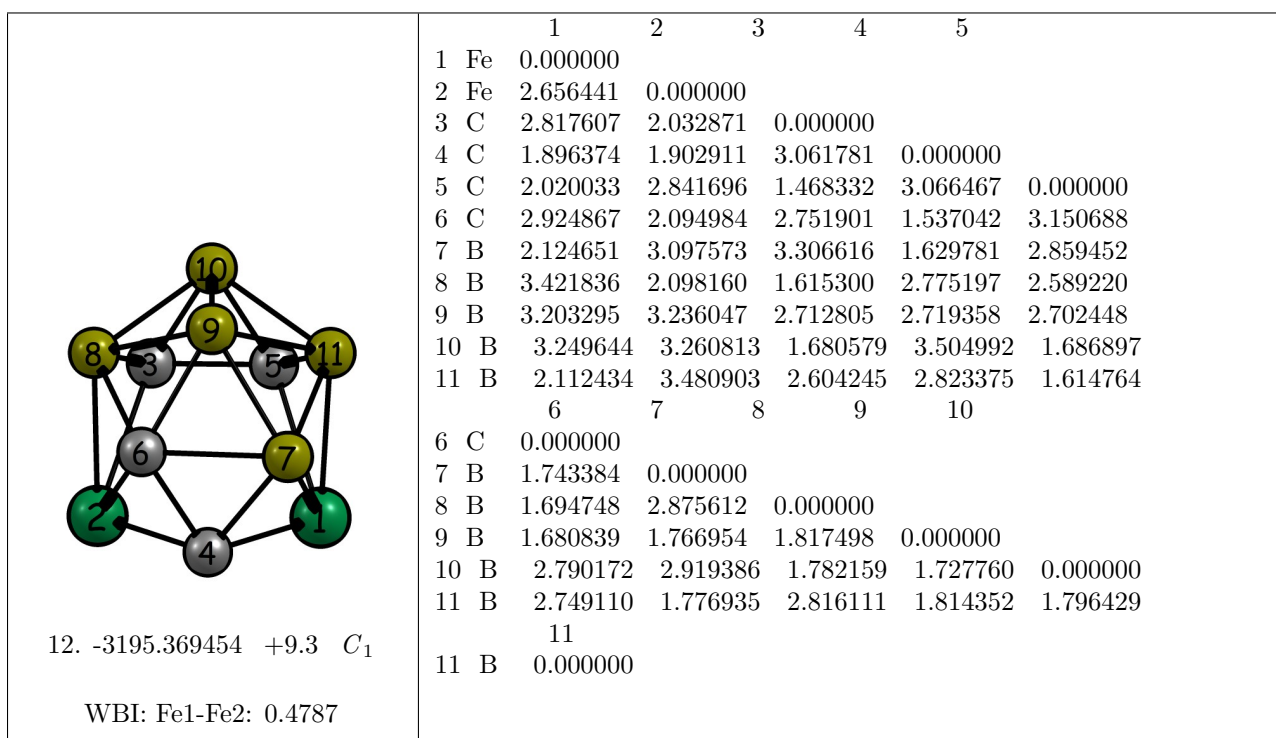 10
9
8
3
5
11
6
7
2
1
4
12. -3195.369454 +9.3 C1
WBI: Fe1-Fe2: 0.4787
1 2 3 4 5
1 Fe 0.000000
2 Fe 2.656441 0.000000
3 C 2.817607 2.032871 0.000000
4 C 1.896374 1.902911 3.061781 0.000000
5 C 2.020033 2.841696 1.468332 3.066467 0.000000
6 C 2.924867 2.094984 2.751901 1.537042 3.150688
7 B 2.124651 3.097573 3.306616 1.629781 2.859452
8 B 3.421836 2.098160 1.615300 2.775197 2.589220
9 B 3.203295 3.236047 2.712805 2.719358 2.702448
10 B 3.249644 3.260813 1.680579 3.504992 1.686897
11 B 2.112434 3.480903 2.604245 2.823375 1.614764
6 7 8 9 10
6 C 0.000000
7 B 1.743384 0.000000
8 B 1.694748 2.875612 0.000000
9 B 1.680839 1.766954 1.817498 0.000000
10 B 2.790172 2.919386 1.782159 1.727760 0.000000
11 B 2.749110 1.776935 2.816111 1.814352 1.796429
11
11 B 0.000000